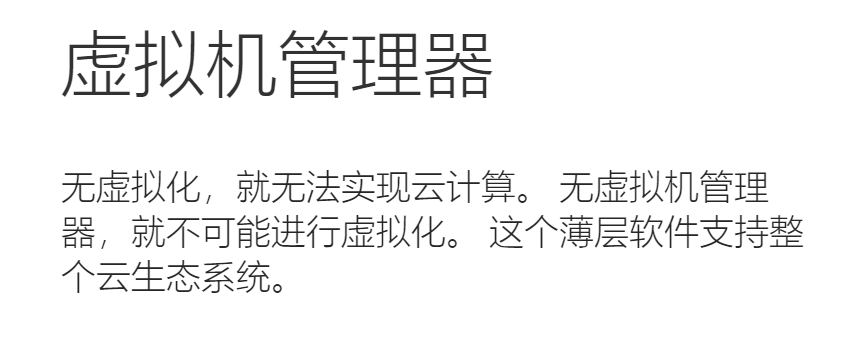 虚拟机管理器
无虚拟化，就无法实现云计算。 无虚拟机管理
器，就不可能进行虚拟化。 这个薄层软件支持整
个云生态系统。